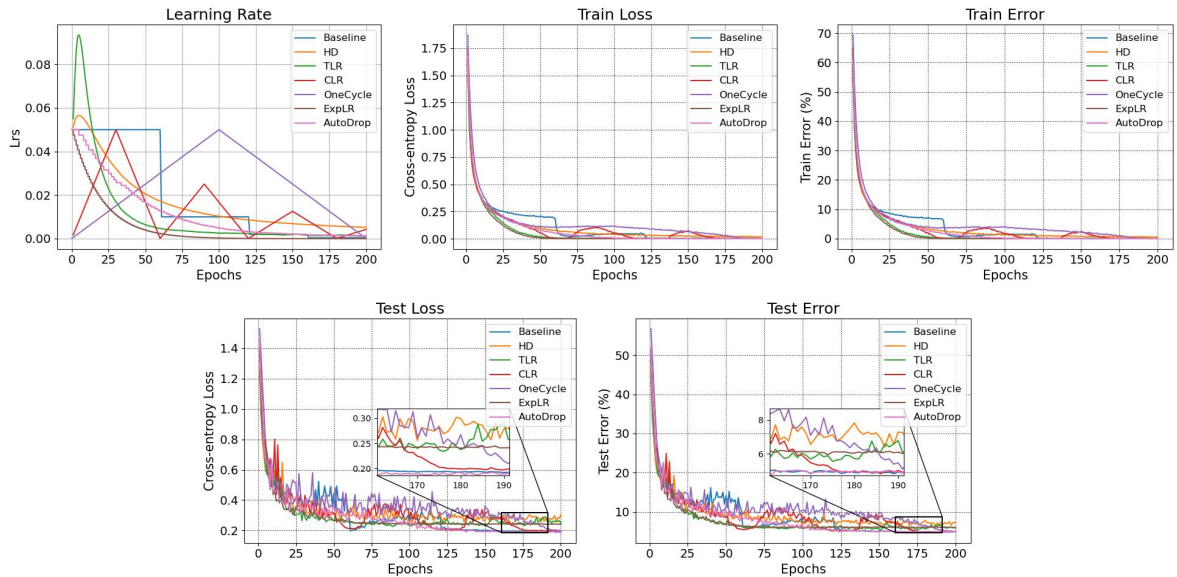 Learning Rate
Lrs
0.08
0.06
0.04
0.02
0.00
0 25 50 75 100 125 150 175 200
Epochs
Baseline
HD
TLR
CLR
OneCycle
ExpLR
AutoDrop
Train Loss
Cross-entropy Loss
1.75
1.50
1.25
1.00
0.75
0.50
0.25
0.00
0 25 50 75 100 125 150 175 200
Epochs
Baseline
HD
TLR
CLR
OneCycle
ExpLR
AutoDrop
Train Error
Train Error (%)
70
60
50
40
30
20
10
0
0 25 50 75 100 125 150 175 200
Epochs
Baseline
HD
TLR
CLR
OneCycle
ExpLR
AutoDrop
Test Loss
Cross-entropy Loss
1.4
1.2
1.0
0.8
0.6
0.4
0.2
0 25 50 75 100 125 150 175 200
Epochs
Baseline
HD
TLR
CLR
OneCycle
ExpLR
AutoDrop
0.30
0.25
0.20
170 180 190
Test Error
Test Error (%)
50
40
30
20
10
0 25 50 75 100 125 150 175 200
Epochs
Baseline
HD
TLR
CLR
OneCycle
ExpLR
AutoDrop
8
6
170 180 190